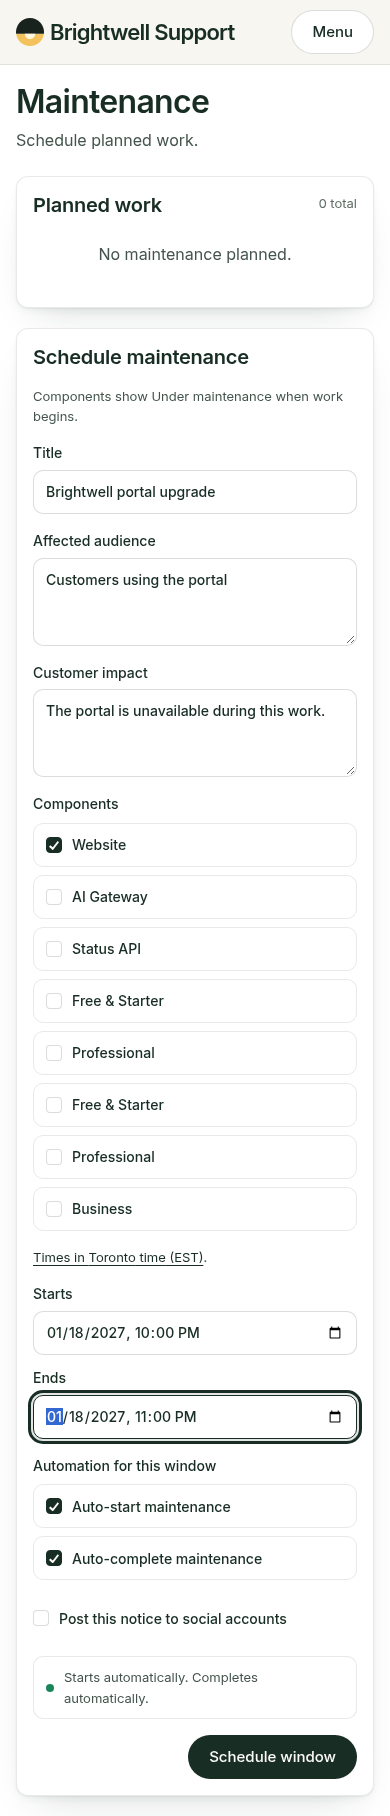 Brightwell Support
Menu
Maintenance
Schedule planned work.
Planned work
0 total
No maintenance planned.
Schedule maintenance
Components show Under maintenance when work
begins.
Title
Brightwell portal upgrade
Affected audience
Customers using the portal
Customer impact
The portal is unavailable during this work.
Components
Website
AI Gateway
Status API
Free & Starter
Professional
Free & Starter
Professional
Business
Times in Toronto time (EST).
Starts
01/18/2027, 10:00 PM
Ends
01/18/2027, 11:00 PM
Automation for this window
Auto-start maintenance
Auto-complete maintenance
Post this notice to social accounts
Starts automatically. Completes
automatically.
Schedule window